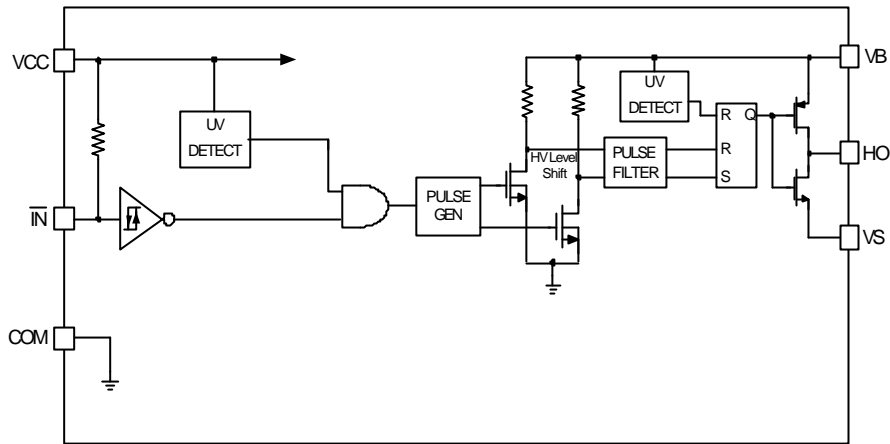 VCC
VB
UV
DETECT
UV
DETECT
R
Q
HV Level
Shift
PULSE
FILTER
R
S
HO
IN
PULSE
GEN
VS
COM